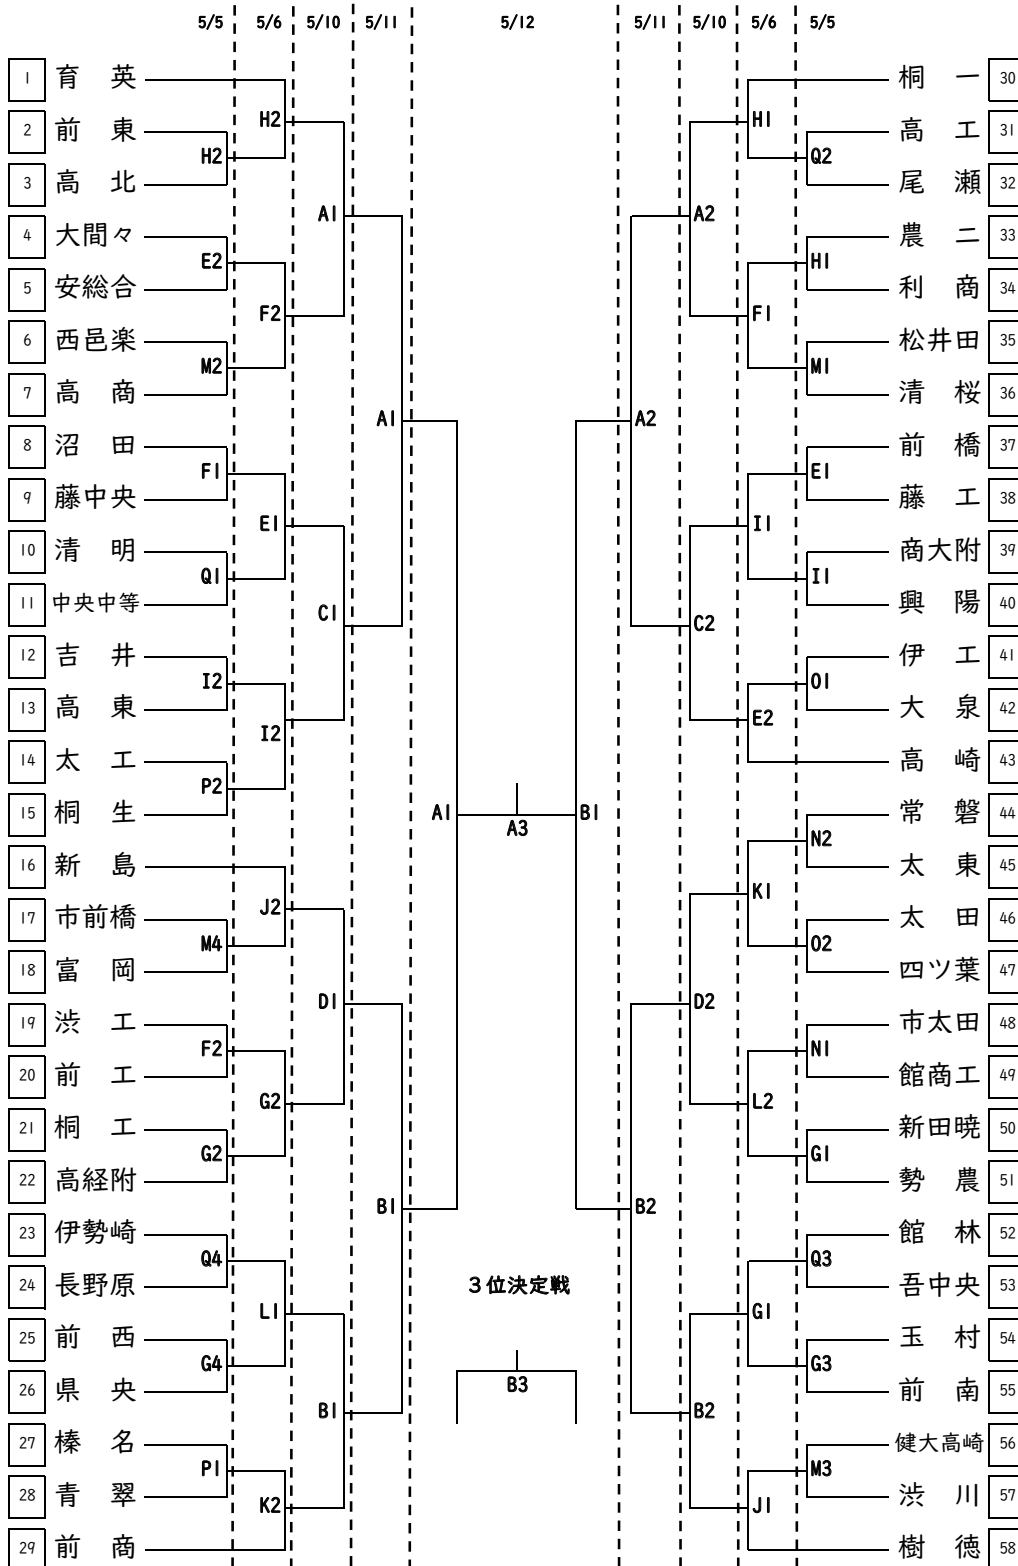 5/5 5/6 5/10 5/11 5/12 5/11 5/10 5/6 5/5
1 育英 桐一 30
H2 H1
2 前東 高工 31
H2 Q2
3 高北 尾瀬 32
A1 A2
4 大間々 農二 33
E2 H1
5 安総合 利商 34
F2 F1
6 西邑楽 松井田 35
M2 M1
7 高商 清桜 36
A1 A2
8 沼田 前橋 37
F1 E1
9 藤中央 藤工 38
E1 I1
10 清明 商大附 39
Q1 I1
11 中央中等 興陽 40
C1 C2
12 吉井 伊工 41
I2 O1
13 高東 大泉 42
I2 E2
14 太工 高崎 43
P2
15 桐生 常磐 44
A1 A3 B1
N2
16 新島 太東 45
J2 K1
17 市前橋 太田 46
M4 O2
18 富岡 四ツ葉 47
D1 D2
19 渋工 市太田 48
F2 N1
20 前工 館商工 49
G2 L2
21 桐工 新田暁 50
G2 G1
22 高経附 勢農 51
B1 B2
23 伊勢崎 館林 52
Q4 Q3
24 長野原 吾中央 53
3位決定戦
L1 G1
25 前西 玉村 54
G4 G3
B3
26 県央 前南 55
B1 B2
27 榛名 健大高崎 56
P1 M3
28 青翠 渋川 57
K2 J1
29 前商 樹徳 58